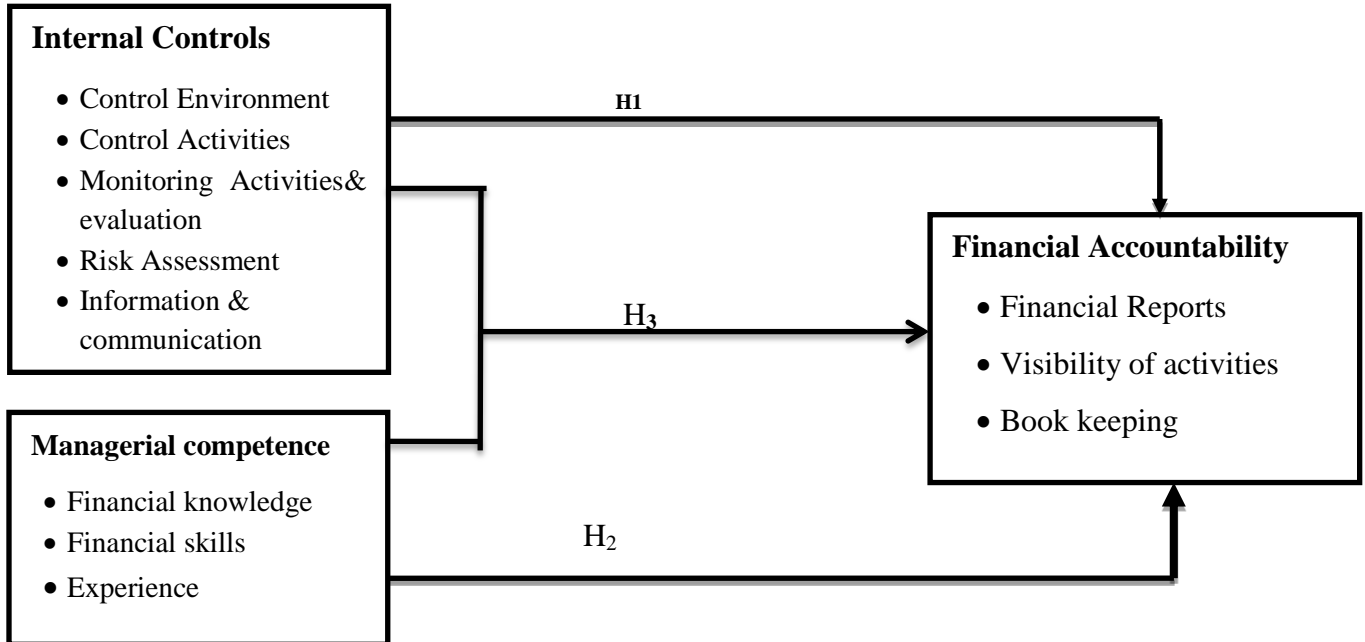 Internal Controls
• Control Environment
• Control Activities
• Monitoring Activities&
evaluation
• Risk Assessment
• Information &
communication
H1
H3
Financial Accountability
• Financial Reports
• Visibility of activities
• Book keeping
Managerial competence
• Financial knowledge
• Financial skills
• Experience
H2